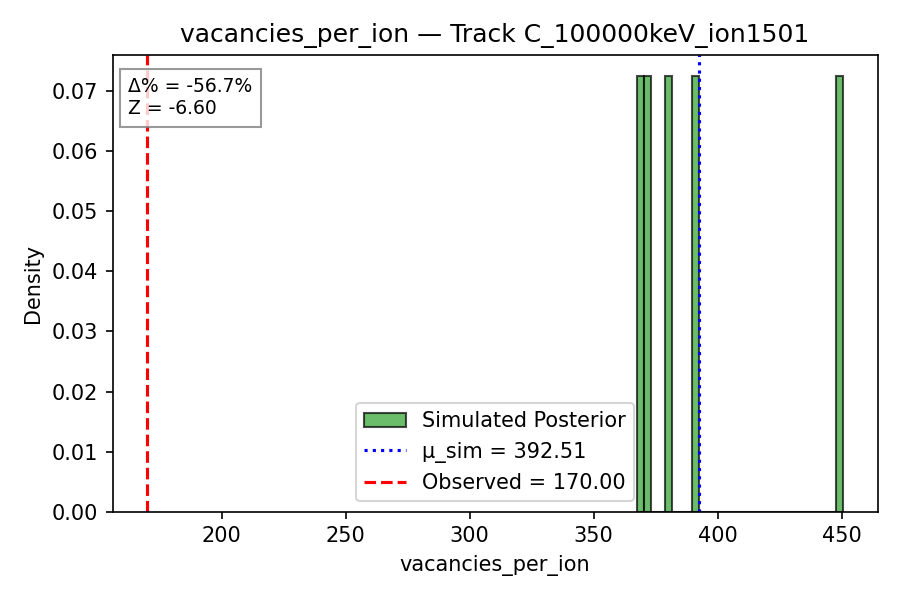 vacancies_per_ion — Track C_100000keV_ion1501
Δ% = -56.7%
Z = -6.60
0.07
0.06
0.05
0.04
0.03
0.02
0.01
0.00
Density
Simulated Posterior
μ_sim = 392.51
Observed = 170.00
200
250
300
350
400
450
vacancies_per_ion